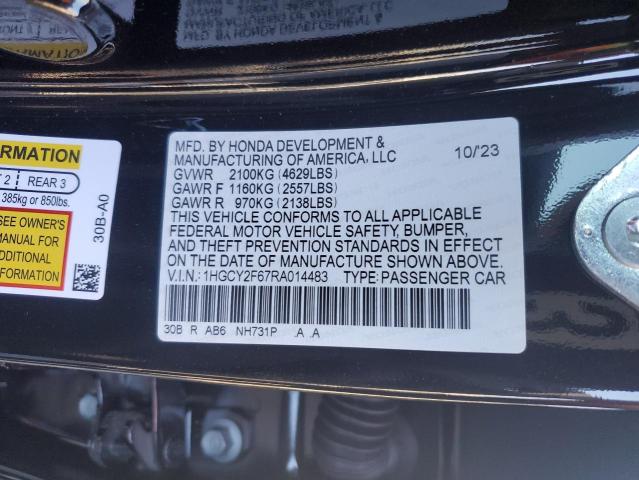 MFD. BY HONDA DEVELOPMENT &
MANUFACTURING OF AMERICA, LLC 10/'23
GVWR 2100KG (4629LBS)
GAWR F 1160KG (2557LBS)
GAWR R 970KG (2138LBS)
THIS VEHICLE CONFORMS TO ALL APPLICABLE
FEDERAL MOTOR VEHICLE SAFETY, BUMPER,
AND THEFT PREVENTION STANDARDS IN EFFECT
ON THE DATE OF MANUFACTURE SHOWN ABOVE.
V.I.N.: 1HGCY2F67RA014483 TYPE: PASSENGER CAR
30B R AB6 NH731P .A .A
FORMATION
2 REAR 3
385kg or 850lbs.
SEE OWNER'S
MANUAL FOR
ADDITIONAL
INFORMATION
30B-A0